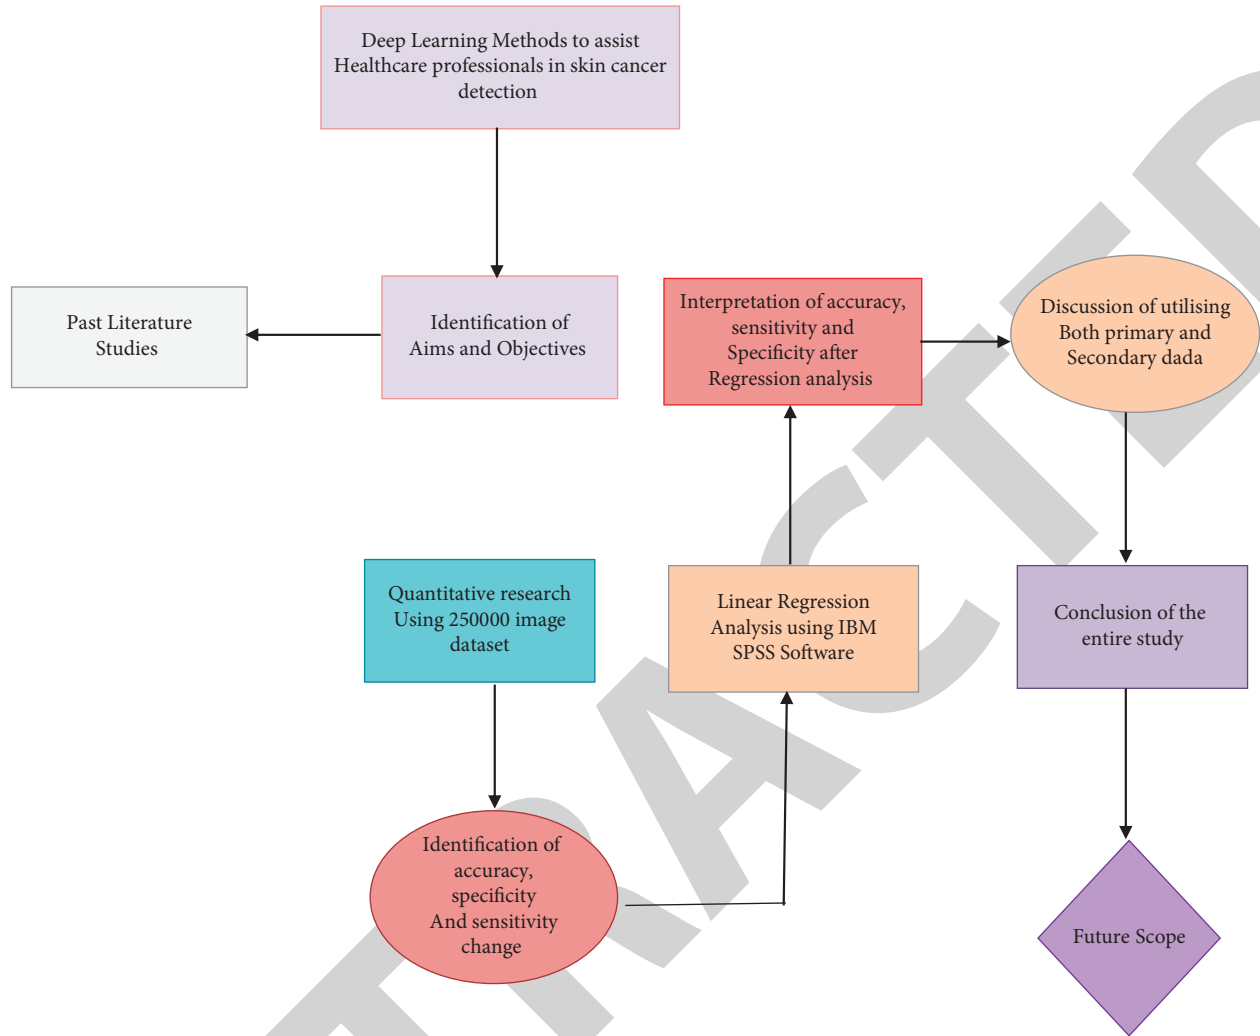 Deep Learning Methods to assist
Healthcare professionals in skin cancer
detection
Past Literature
Studies
Identification of
Aims and Objectives
Interpretation of accuracy,
sensitivity and
Specificity after
Regression analysis
Discussion of utilising
Both primary and
Secondary dada
Quantitative research
Using 250000 image
dataset
Linear Regression
Analysis using IBM
SPSS Software
Conclusion of the
entire study
Identification of
accuracy,
specificity
And sensitivity
change
Future Scope